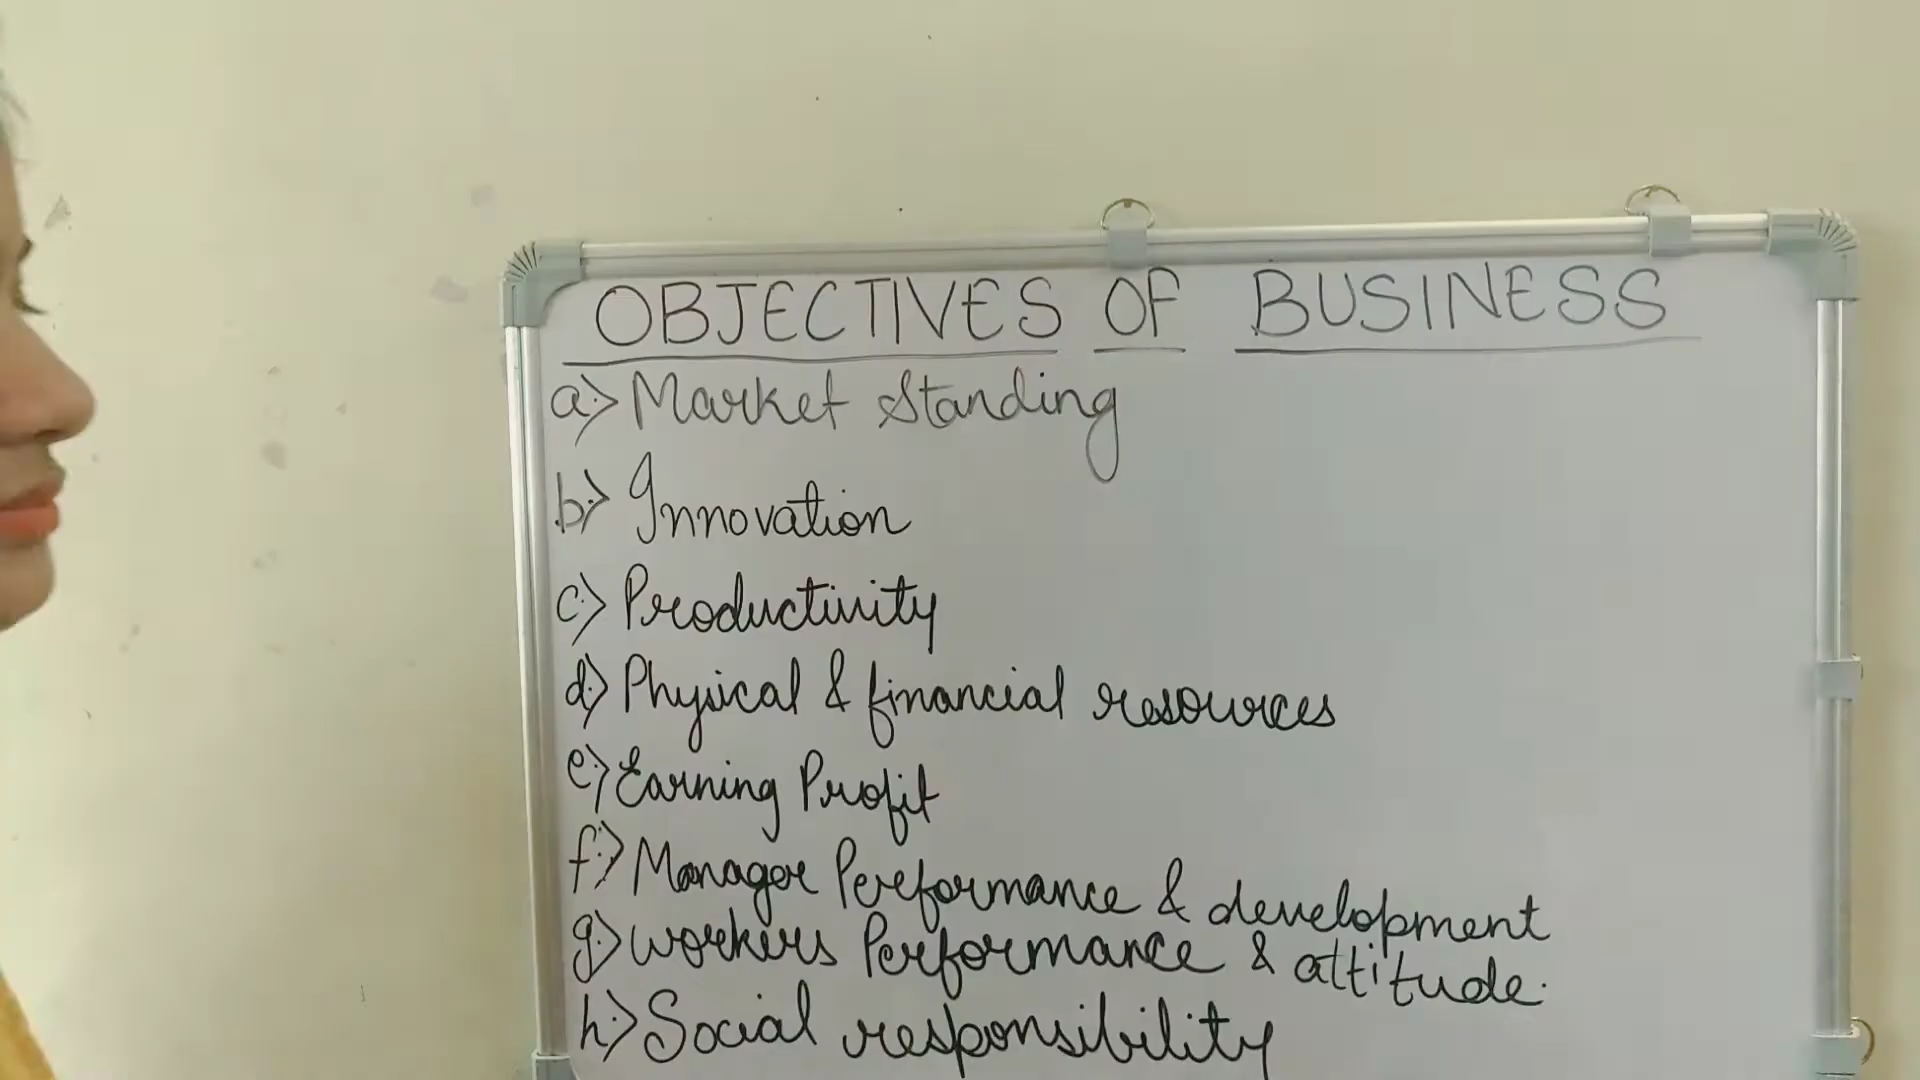 OBJECTIVES OF BUSINESS
a:> Market Standing
b:> Innovation
c:> Productivity
d:> Physical & financial resources
e:> Earning Profit
f:> Manager Performance & development
g:> workers Performance & attitude.
h:> Social responsibility